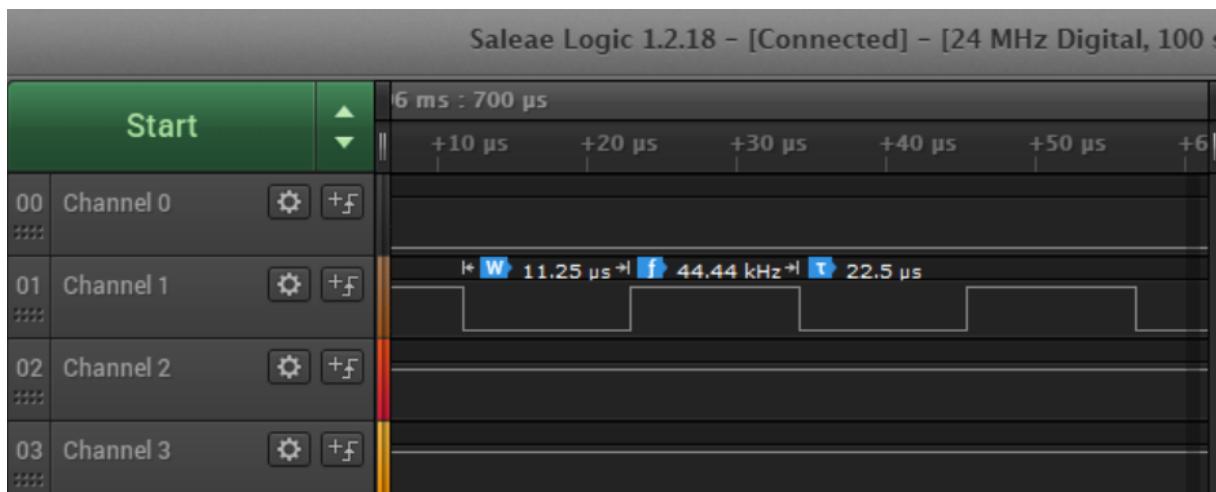 Saleae Logic 1.2.18 – [Connected] – [24 MHz Digital, 100
Start
6 ms : 700 µs
+10 µs +20 µs +30 µs +40 µs +50 µs +6
00 Channel 0
W 11.25 µs f 44.44 kHz τ 22.5 µs
01 Channel 1
02 Channel 2
03 Channel 3